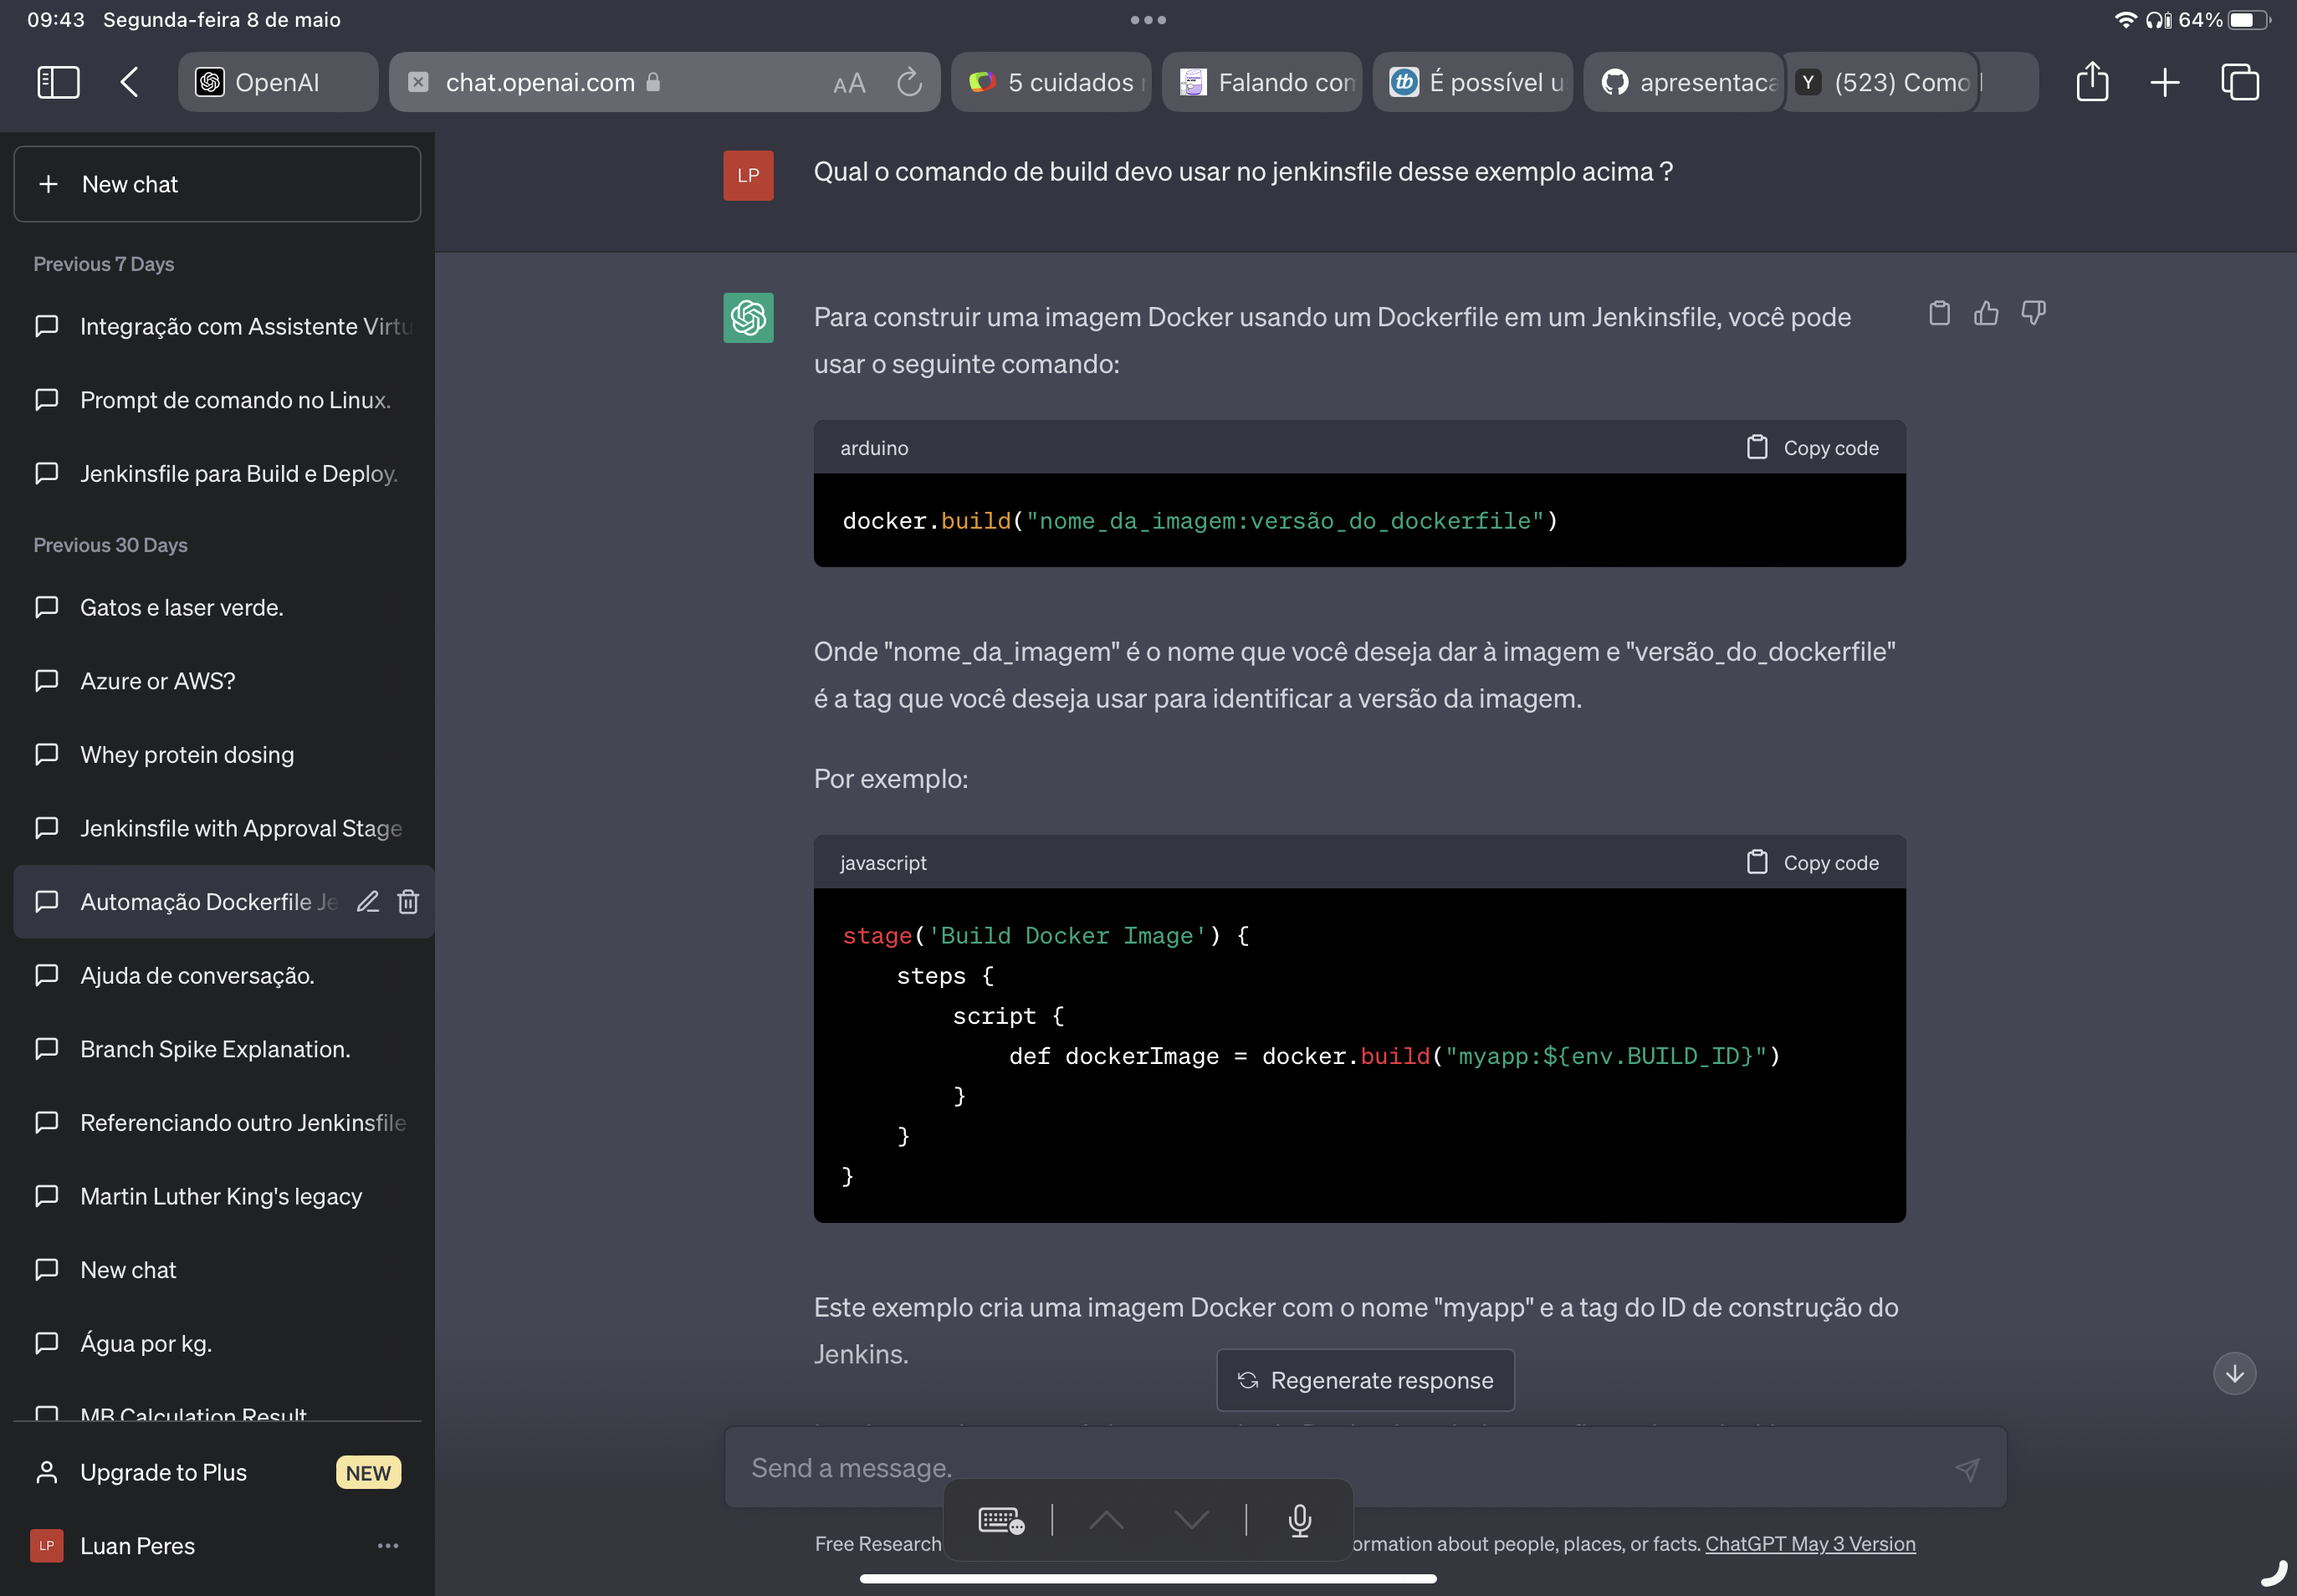 09:43 Segunda-feira 8 de maio
64%
OpenAI
chat.openai.com
AA
5 cuidados
Falando con
É possível u
apresentaca
(523) Como
New chat
Previous 7 Days
Integração com Assistente Virtu
Prompt de comando no Linux.
Jenkinsfile para Build e Deploy.
Previous 30 Days
Gatos e laser verde.
Azure or AWS?
Whey protein dosing
Jenkinsfile with Approval Stage
Automação Dockerfile Je
Ajuda de conversação.
Branch Spike Explanation.
Referenciando outro Jenkinsfile
Martin Luther King's legacy
New chat
Água por kg.
MB Calculation Result
Upgrade to Plus NEW
LP Luan Peres
LP Qual o comando de build devo usar no jenkinsfile desse exemplo acima ?
Para construir uma imagem Docker usando um Dockerfile em um Jenkinsfile, você pode
usar o seguinte comando:
arduino Copy code
docker.build("nome_da_imagem:versão_do_dockerfile")
Onde "nome_da_imagem" é o nome que você deseja dar à imagem e "versão_do_dockerfile"
é a tag que você deseja usar para identificar a versão da imagem.
Por exemplo:
javascript Copy code
stage('Build Docker Image') {
steps {
script {
def dockerImage = docker.build("myapp:${env.BUILD_ID}")
}
}
}
Este exemplo cria uma imagem Docker com o nome "myapp" e a tag do ID de construção do
Jenkins.
Regenerate response
Send a message.
Free Research
ormation about people, places, or facts. ChatGPT May 3 Version